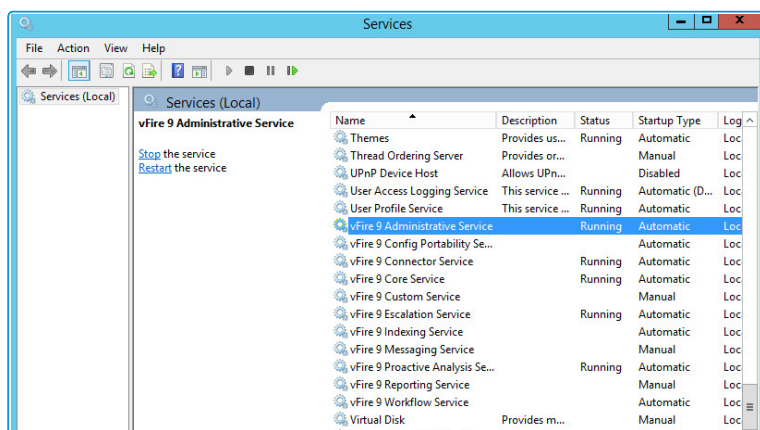 Services
File Action View Help
Services (Local)
Services (Local)
vFire 9 Administrative Service
Stop the service
Restart the service
Name Description Status Startup Type Log
Themes Provides us... Running Automatic Loc
Thread Ordering Server Provides or... Manual Loc
UPnP Device Host Allows UPn... Disabled Loc
User Access Logging Service This service ... Running Automatic (D... Loc
User Profile Service This service ... Running Automatic Loc
vFire 9 Administrative Service Running Automatic Loc
vFire 9 Config Portability Se... Automatic Loc
vFire 9 Connector Service Running Automatic Loc
vFire 9 Core Service Running Automatic Loc
vFire 9 Custom Service Manual Loc
vFire 9 Escalation Service Running Automatic Loc
vFire 9 Indexing Service Automatic Loc
vFire 9 Messaging Service Manual Loc
vFire 9 Proactive Analysis Se... Running Automatic Loc
vFire 9 Reporting Service Manual Loc
vFire 9 Workflow Service Automatic Loc
Virtual Disk Provides m... Manual Loc